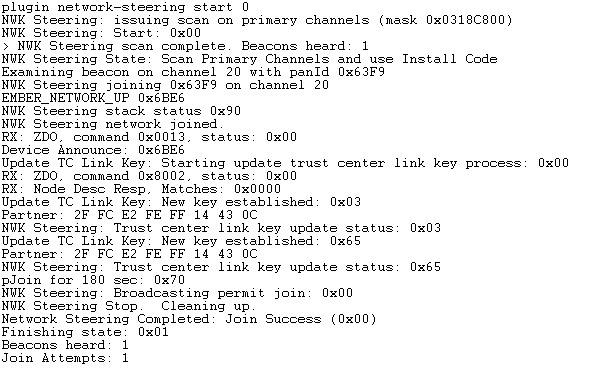 plugin network-steering start 0
NWK Steering: issuing scan on primary channels (mask 0x0318C800)
NWK Steering: Start: 0x00
> NWK Steering scan complete. Beacons heard: 1
NWK Steering State: Scan Primary Channels and use Install Code
Examining beacon on channel 20 with panId 0x63F9
NWK Steering joining 0x63F9 on channel 20
EMBER_NETWORK_UP 0x6BE6
NWK Steering stack status 0x90
NWK Steering network joined.
RX: ZDO, command 0x0013, status: 0x00
Device Announce: 0x6BE6
Update TC Link Key: Starting update trust center link key process: 0x00
RX: ZDO, command 0x8002, status: 0x00
RX: Node Desc Resp, Matches: 0x0000
Update TC Link Key: New key established: 0x03
Partner: 2F FC E2 FE FF 14 43 0C
NWK Steering: Trust center link key update status: 0x03
Update TC Link Key: New key established: 0x65
Partner: 2F FC E2 FE FF 14 43 0C
NWK Steering: Trust center link key update status: 0x65
pJoin for 180 sec: 0x70
NWK Steering: Broadcasting permit join: 0x00
NWK Steering Stop.  Cleaning up.
Network Steering Completed: Join Success (0x00)
Finishing state: 0x01
Beacons heard: 1
Join Attempts: 1